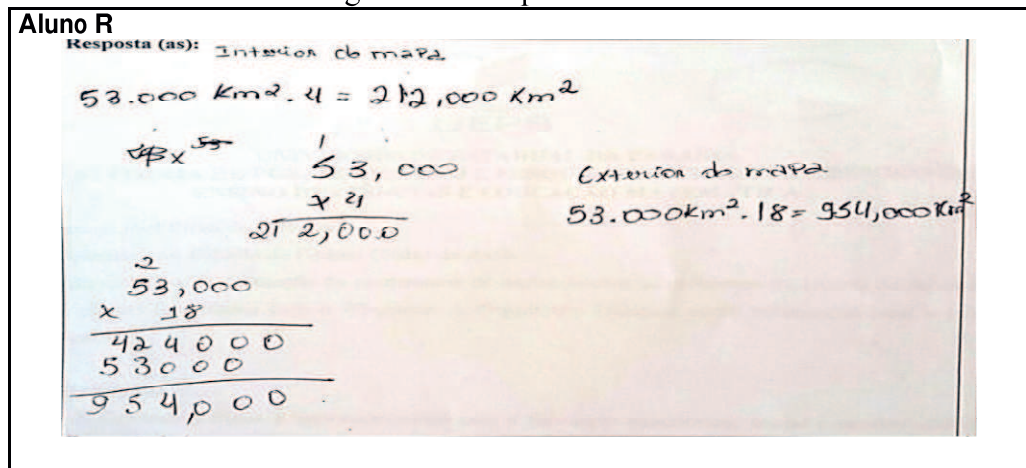 Aluno R
Resposta (as): Interior do mapa
53.000 Km². 4 = 212,000 Km²
1
53,000
x 4
212,000
Exterior do mapa
53.000km². 18 = 954,000 Km²
2
53,000
x 18
424000
53000
954,000